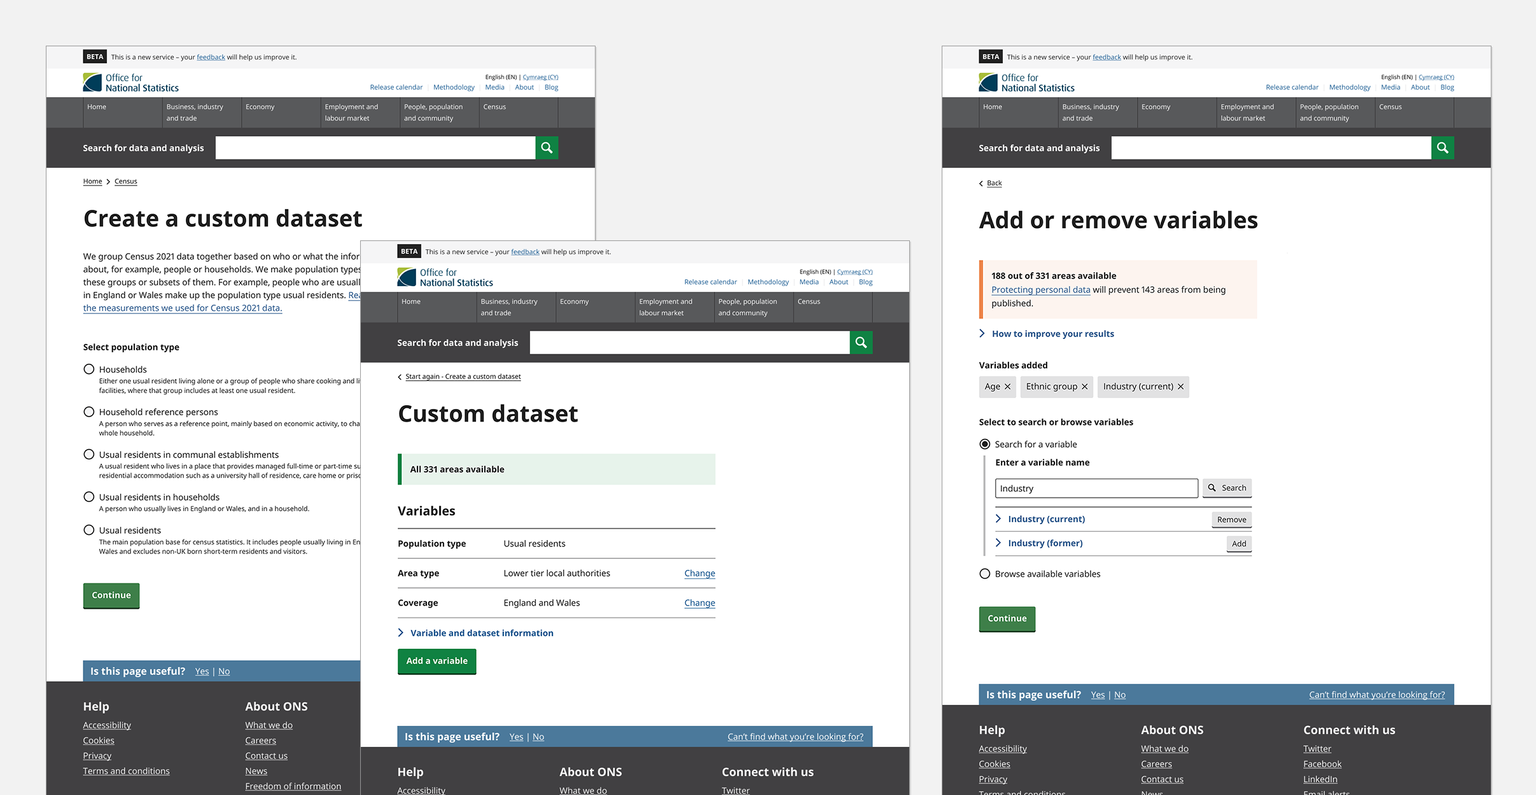 BETA This is a new service – your feedback will help us improve it.
Office for
National Statistics
English (EN) | Cymraeg (CY)
Release calendar Methodology Media About Blog
Home Business, industry and trade Economy Employment and labour market People, population and community Census
Search for data and analysis
Home > Census
Create a custom dataset
We group Census 2021 data together based on who or what the
about, for example, people or households. We make population
these groups or subsets of them. For example, people who are
in England or Wales make up the population type usual residents.
the measurements we used for Census 2021 data.
Select population type
Households
Either one usual resident living alone or a group of people who share cooking and
facilities, where that group includes at least one usual resident.
Household reference persons
A person who serves as a reference point, mainly based on economic activity, to
whole household.
Usual residents in communal establishments
A usual resident who lives in a place that provides managed full-time or part-time
residential accommodation such as a university hall of residence, care home or
Usual residents in households
A person who usually lives in England or Wales, and in a household.
Usual residents
The main population base for census statistics. It includes people usually living in
Wales and excludes non-UK born short-term residents and visitors.
Continue
Is this page useful? Yes | No
Help About ONS
Accessibility What we do
Cookies Careers
Privacy Contact us
Terms and conditions News
Freedom of information
BETA This is a new service – your feedback will help us improve it.
Office for
National Statistics
English (EN) | Cymraeg (CY)
Release calendar Methodology Media About Blog
Home Business, industry and trade Economy Employment and labour market People, population and community Census
Search for data and analysis
< Start again - Create a custom dataset
Custom dataset
All 331 areas available
Variables
Population type Usual residents
Area type Lower tier local authorities Change
Coverage England and Wales Change
Variable and dataset information
Add a variable
Is this page useful? Yes | No Can't find what you're looking for?
Help About ONS Connect with us
Accessibility What we do Twitter
BETA This is a new service – your feedback will help us improve it.
Office for
National Statistics
English (EN) | Cymraeg (CY)
Release calendar Methodology Media About Blog
Home Business, industry and trade Economy Employment and labour market People, population and community Census
Search for data and analysis
< Back
Add or remove variables
188 out of 331 areas available
Protecting personal data will prevent 143 areas from being
published.
How to improve your results
Variables added
Age × Ethnic group × Industry (current) ×
Select to search or browse variables
Search for a variable
Enter a variable name
Industry Search
Industry (current) Remove
Industry (former) Add
Browse available variables
Continue
Is this page useful? Yes | No Can't find what you're looking for?
Help About ONS Connect with us
Accessibility What we do Twitter
Cookies Careers Facebook
Privacy Contact us LinkedIn
Terms and conditions News Email alerts